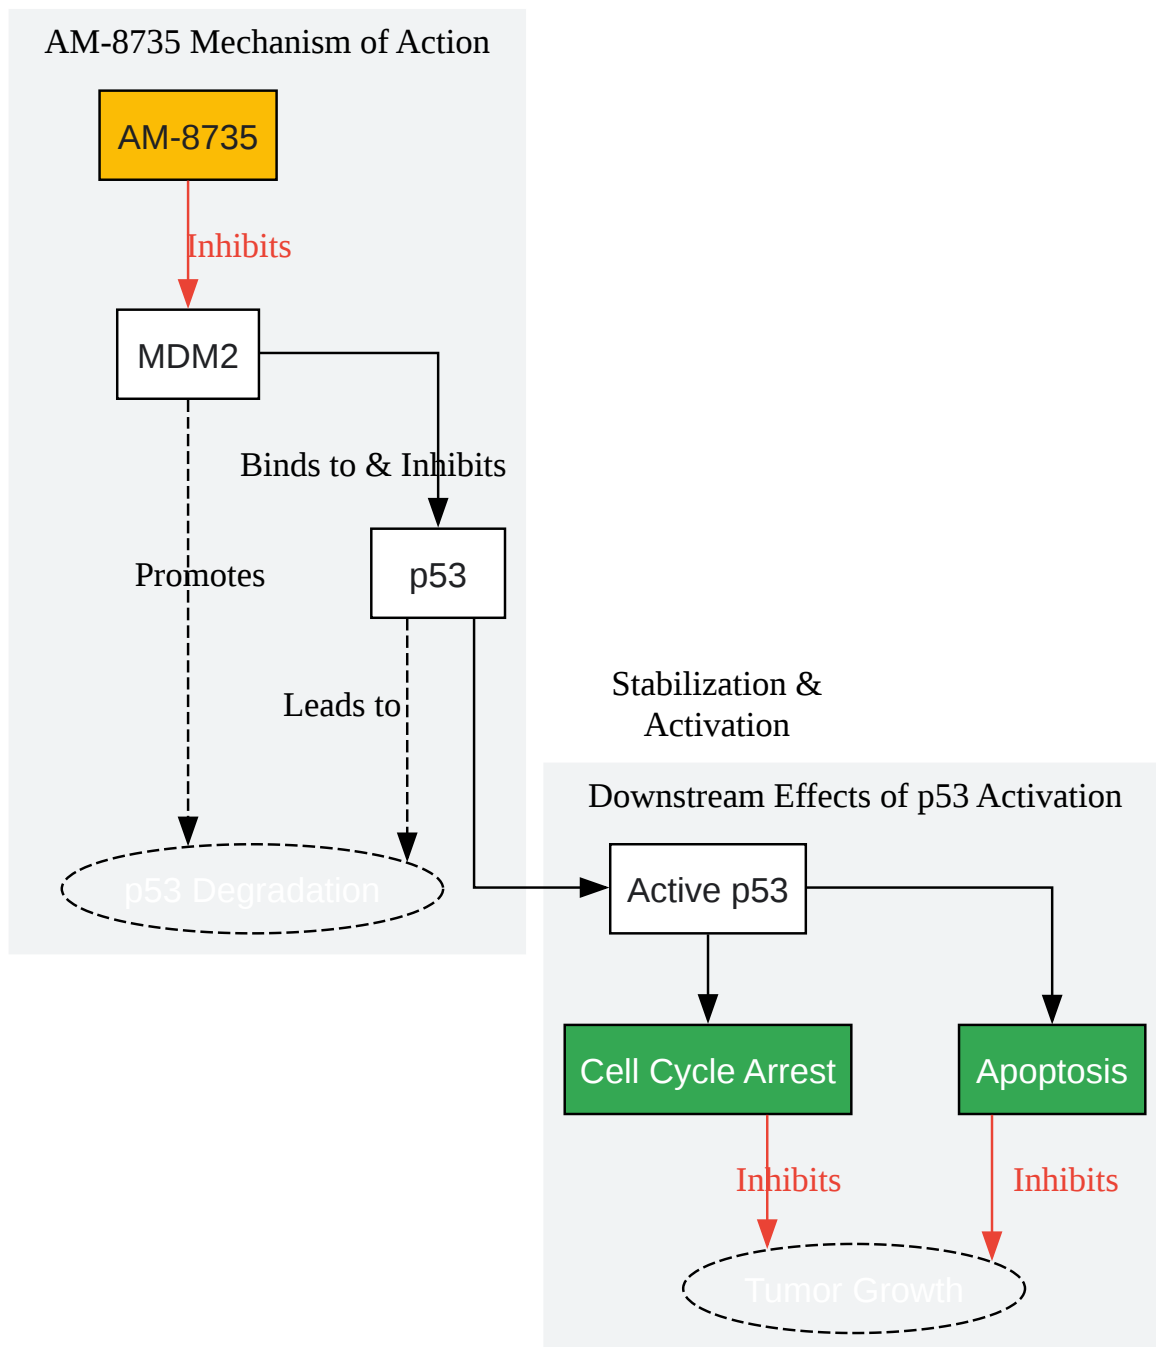 AM-8735 Mechanism of Action
AM-8735
Inhibits
MDM2
Binds to & Inhibits
Promotes
p53
Leads to
Stabilization &
Activation
p53 Degradation
Downstream Effects of p53 Activation
Active p53
Cell Cycle Arrest
Apoptosis
Inhibits
Inhibits
Tumor Growth